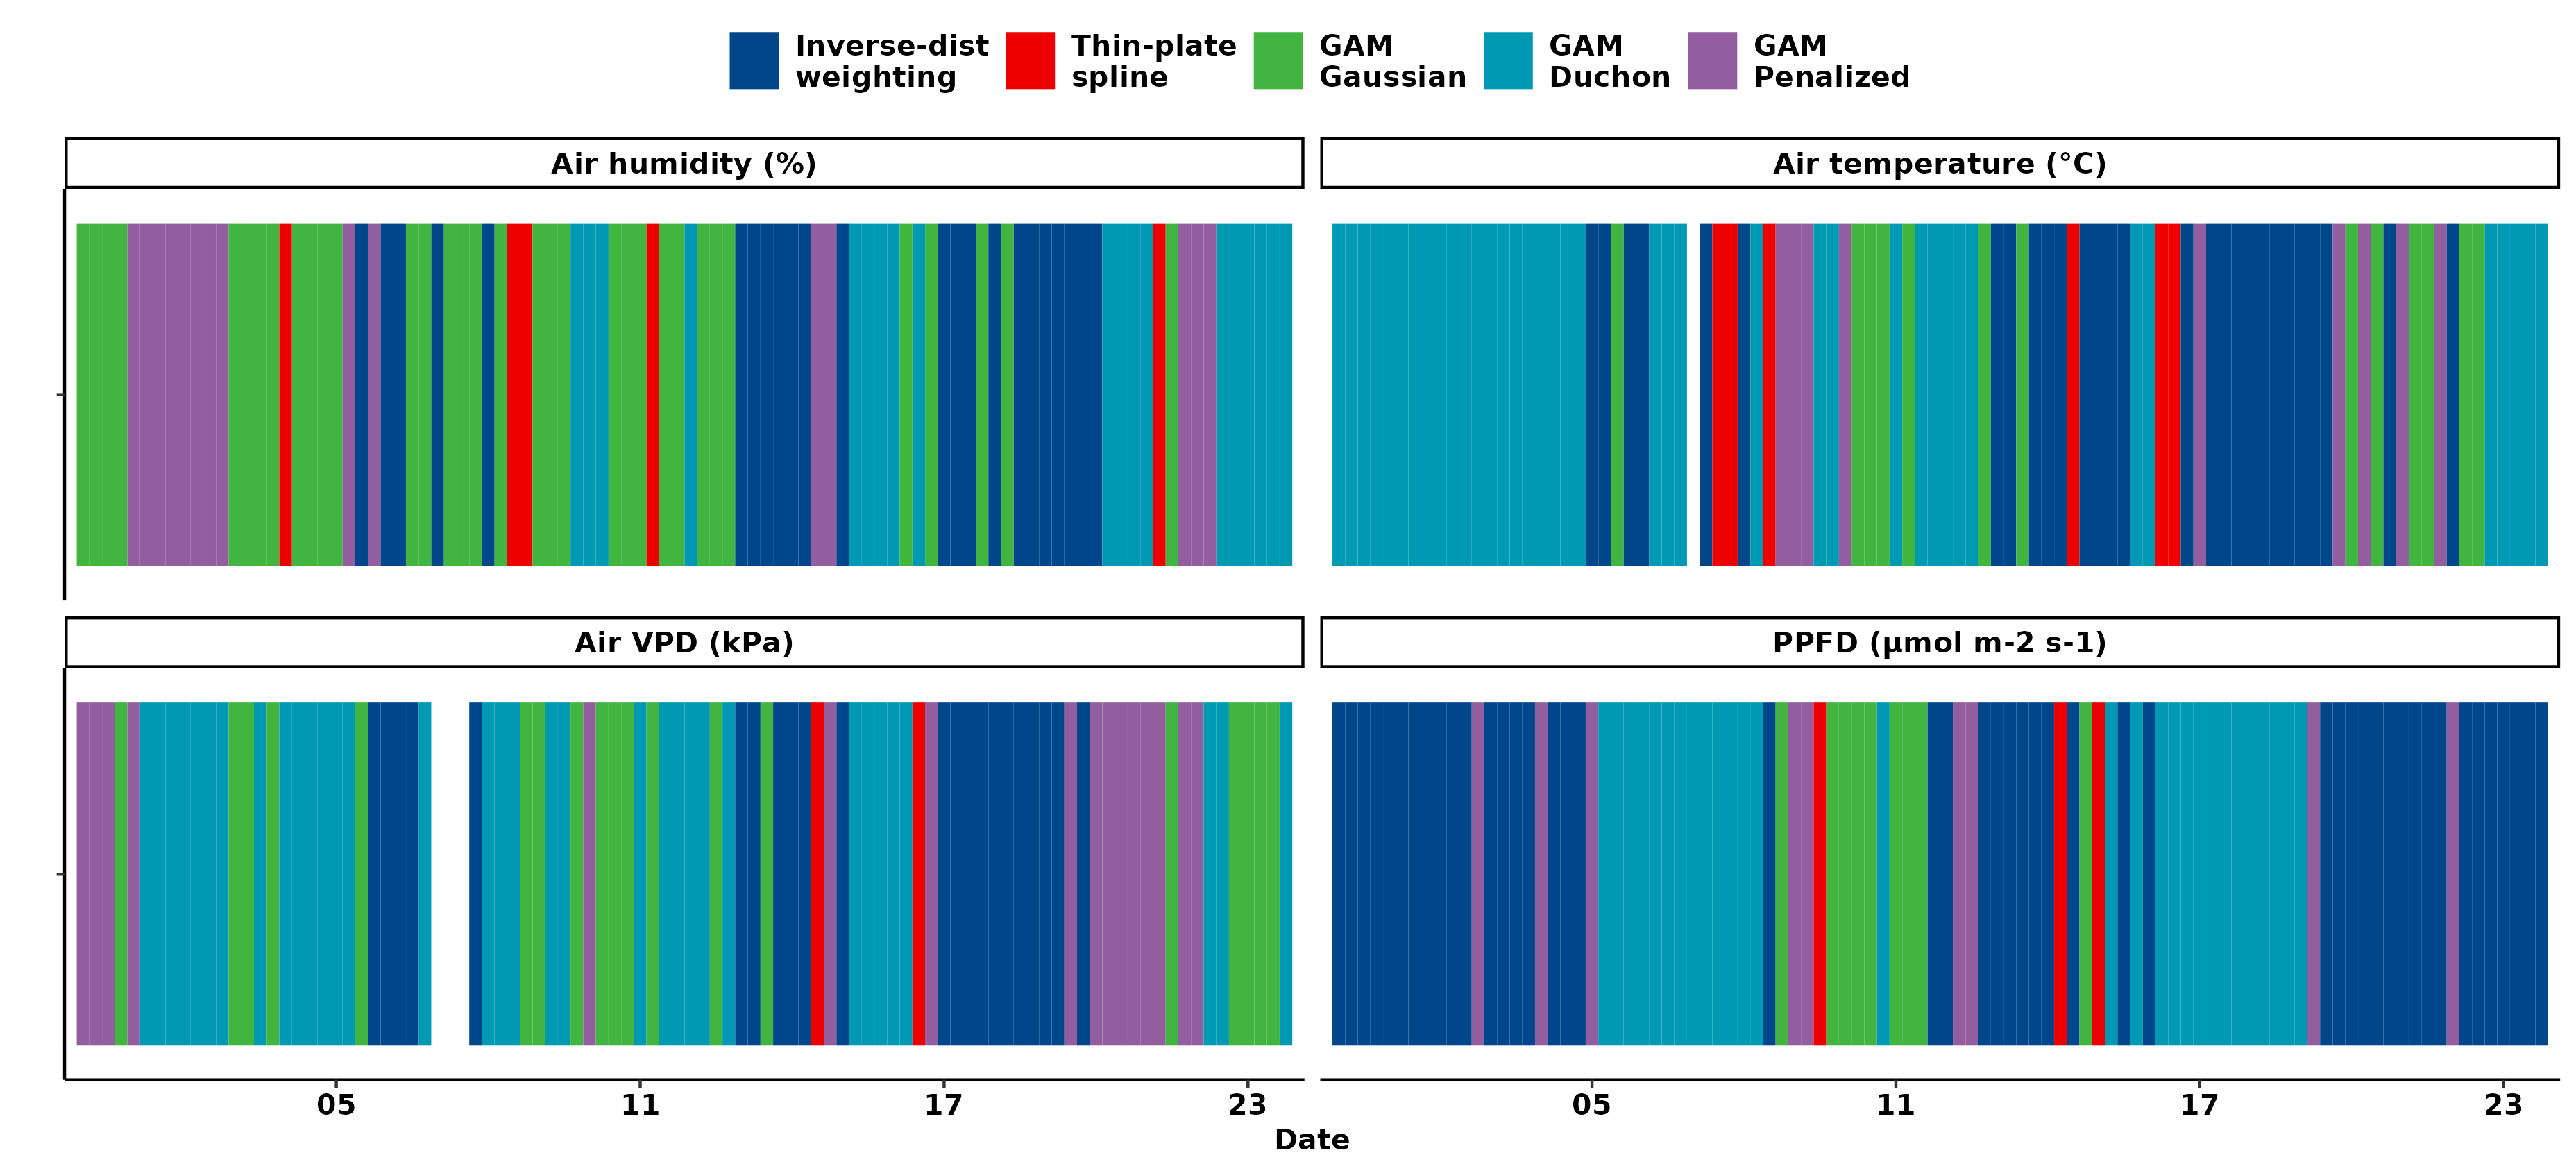 Inverse-dist
weighting
Thin-plate
spline
GAM
Gaussian
GAM
Duchon
GAM
Penalized
Air humidity (%)
Air temperature (°C)
Air VPD (kPa)
PPFD (µmol m-2 s-1)
05
11
17
23
05
11
17
23
Date